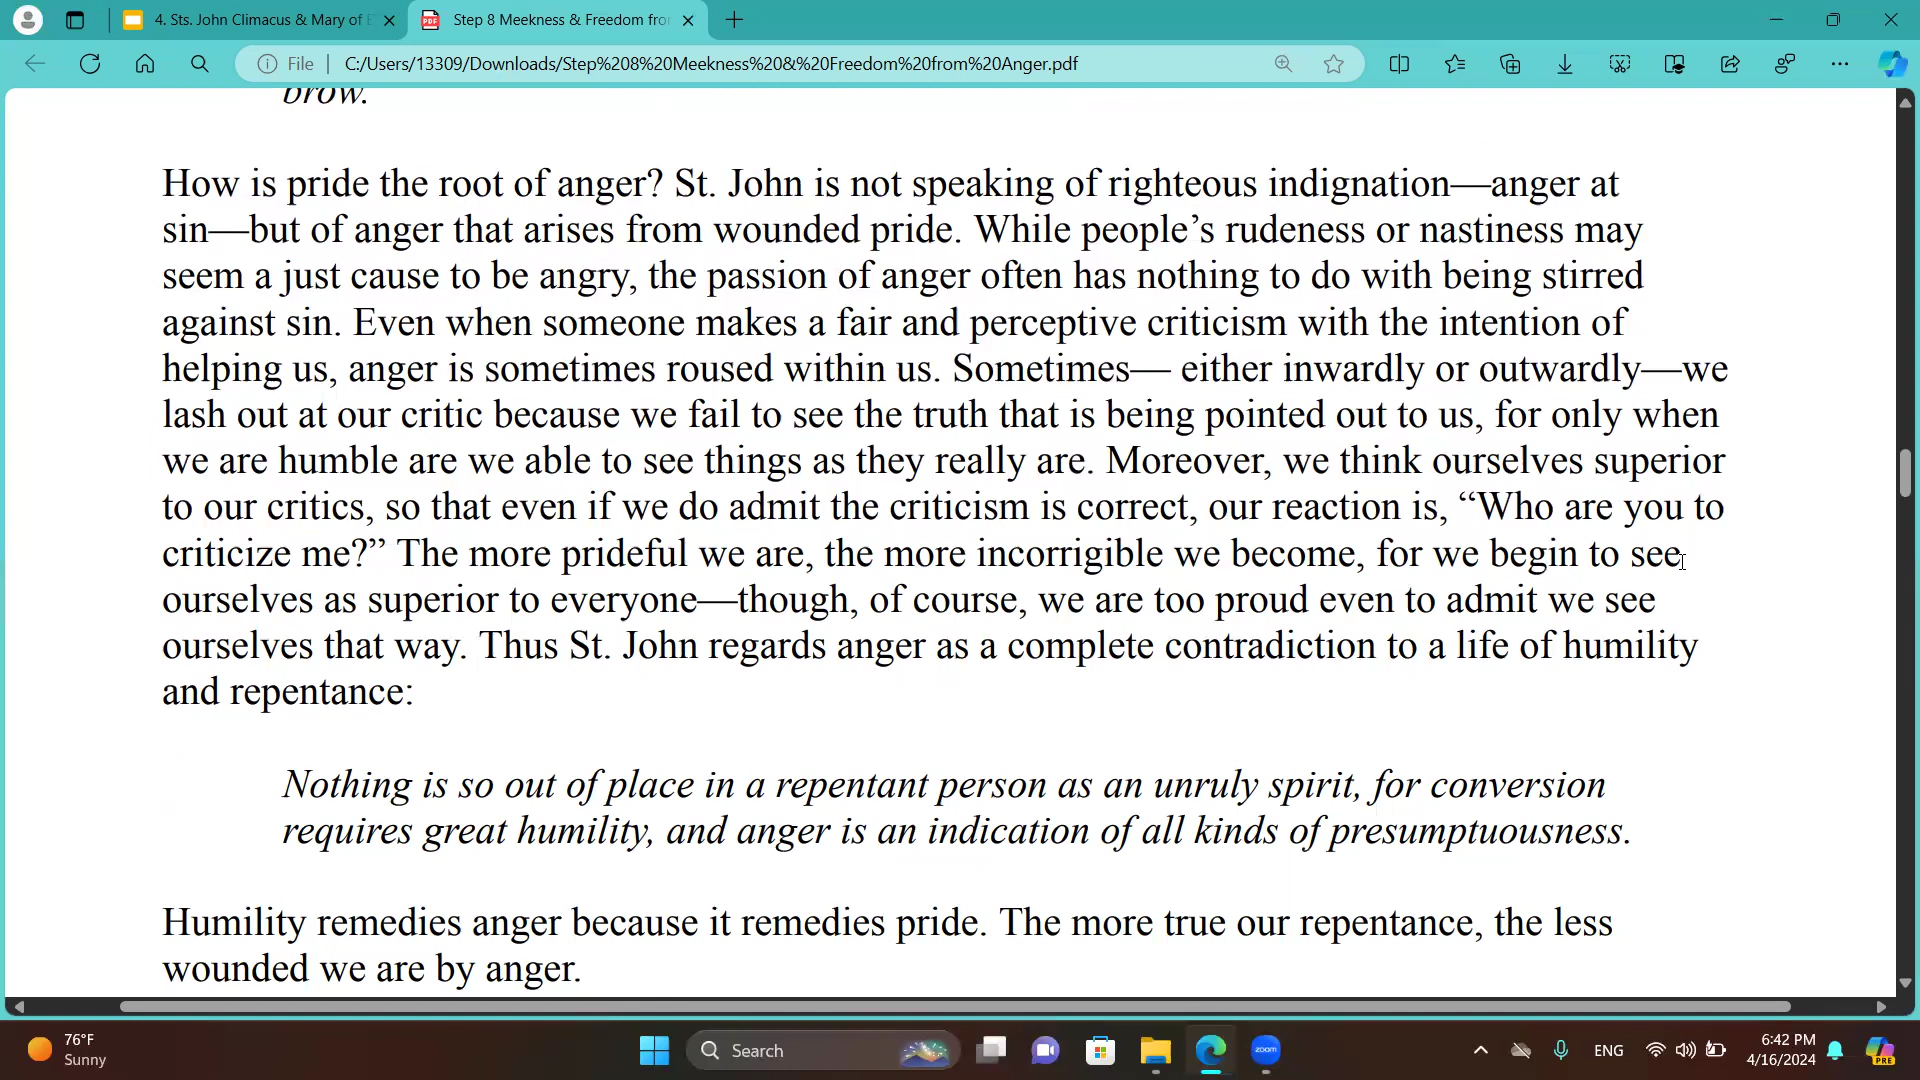 4. Sts. John Climacus & Mary of E
Step 8 Meekness & Freedom fro
File
C:/Users/13309/Downloads/Step%208%20Meekness%20&%20Freedom%20from%20Anger.pdf
brow.
How is pride the root of anger? St. John is not speaking of righteous indignation—anger at
sin—but of anger that arises from wounded pride. While people’s rudeness or nastiness may
seem a just cause to be angry, the passion of anger often has nothing to do with being stirred
against sin. Even when someone makes a fair and perceptive criticism with the intention of
helping us, anger is sometimes roused within us. Sometimes— either inwardly or outwardly—we
lash out at our critic because we fail to see the truth that is being pointed out to us, for only when
we are humble are we able to see things as they really are. Moreover, we think ourselves superior
to our critics, so that even if we do admit the criticism is correct, our reaction is, “Who are you to
criticize me?” The more prideful we are, the more incorrigible we become, for we begin to see
ourselves as superior to everyone—though, of course, we are too proud even to admit we see
ourselves that way. Thus St. John regards anger as a complete contradiction to a life of humility
and repentance:
Nothing is so out of place in a repentant person as an unruly spirit, for conversion
requires great humility, and anger is an indication of all kinds of presumptuousness.
Humility remedies anger because it remedies pride. The more true our repentance, the less
wounded we are by anger.
76°F
Sunny
Search
zoom
ENG
6:42 PM
4/16/2024
PRE